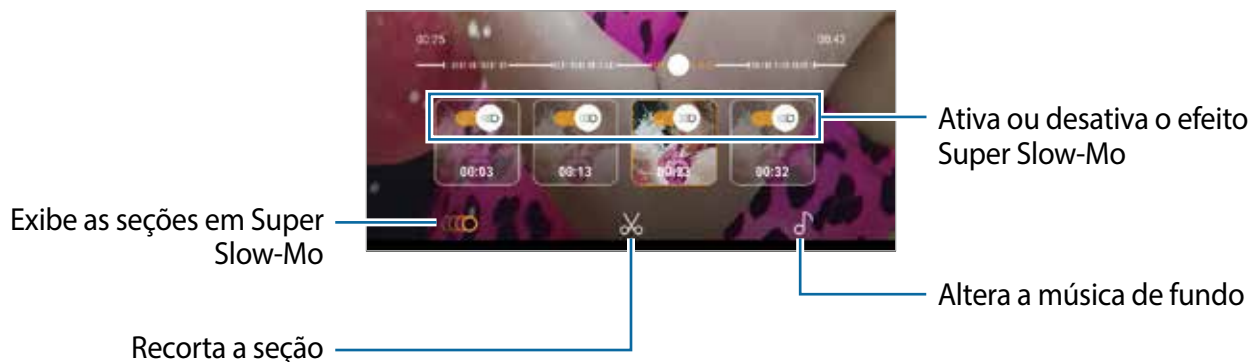 00:25
00:43
Ativa ou desativa o efeito
Super Slow-Mo
00:03
00:13
00:23
00:32
Exibe as seções em Super
Slow-Mo
Altera a música de fundo
Recorta a seção